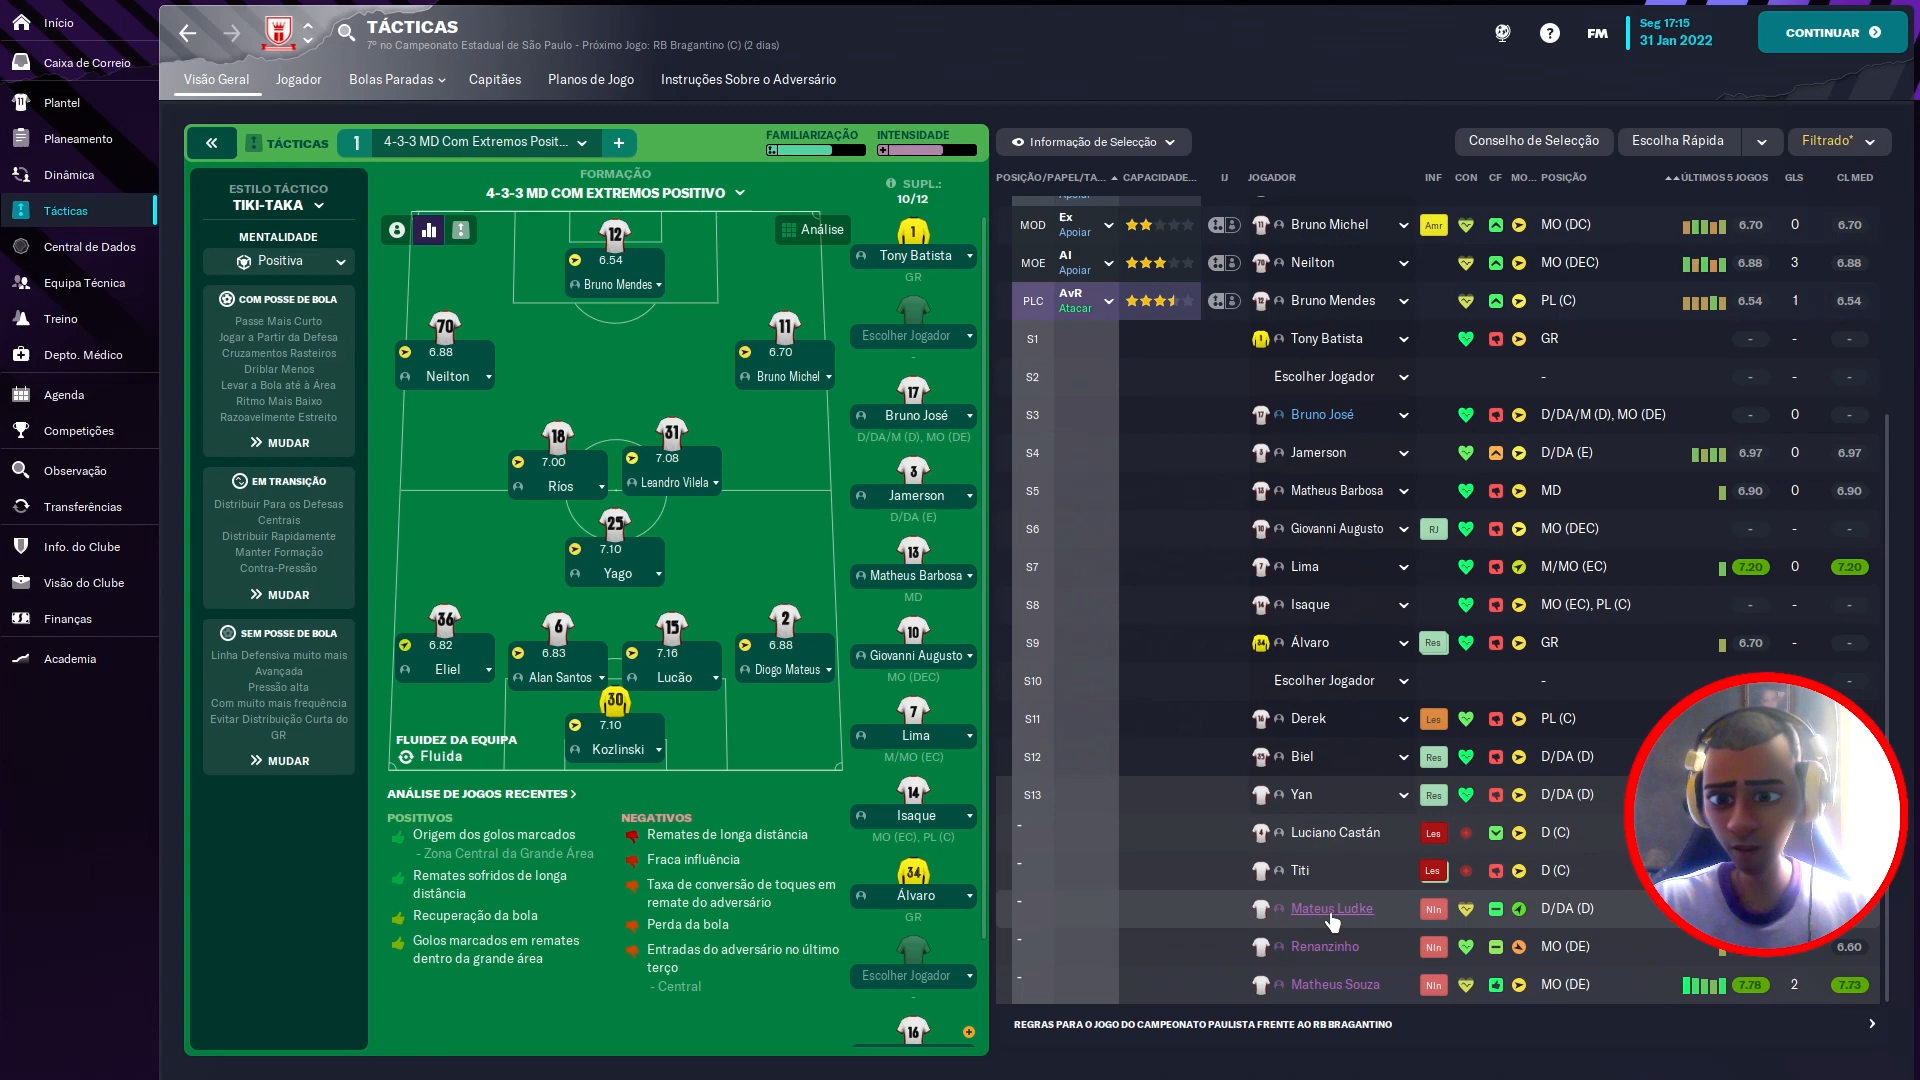 Início
Caixa de Correio
Plantel
Planeamento
Dinâmica
Tácticas
Central de Dados
Equipa Técnica
Treino
Depto. Médico
Agenda
Competições
Observação
Transferências
Info. do Clube
Visão do Clube
Finanças
Academia
TÁCTICAS
7º no Campeonato Estadual de São Paulo - Próximo Jogo: RB Bragantino (C) (2 dias)
FM
Seg 17:15
31 Jan 2022
CONTINUAR
Visão Geral
Jogador
Bolas Paradas
Capitães
Planos de Jogo
Instruções Sobre o Adversário
TÁCTICAS
1
4-3-3 MD Com Extremos Posit...
FAMILIARIZAÇÃO
INTENSIDADE
ESTILO TÁCTICO
TIKI-TAKA
MENTALIDADE
Positiva
COM POSSE DE BOLA
Passe Mais Curto
Jogar a Partir da Defesa
Cruzamentos Rasteiros
Driblar Menos
Levar a Bola até à Área
Ritmo Mais Baixo
Razoavelmente Estreito
MUDAR
EM TRANSIÇÃO
Distribuir Para os Defesas
Centrais
Distribuir Rapidamente
Manter Formação
Contra-Pressão
MUDAR
SEM POSSE DE BOLA
Linha Defensiva muito mais
Avançada
Pressão alta
Com muito mais frequência
Evitar Distribuição Curta do
GR
MUDAR
FORMAÇÃO
4-3-3 MD COM EXTREMOS POSITIVO
Análise
12
6.54
Bruno Mendes
70
6.88
Neilton
11
6.70
Bruno Michel
18
7.00
Ríos
31
7.08
Leandro Vilela
25
7.10
Yago
36
6.82
Eliel
6
6.83
Alan Santos
15
7.16
Lucão
2
6.88
Diogo Mateus
30
7.10
Kozlinski
FLUIDEZ DA EQUIPA
Fluida
SUPL.:
10/12
1
Tony Batista
GR
Escolher Jogador
-
17
Bruno José
D/DA/M (D), MO (DE)
3
Jamerson
D/DA (E)
13
Matheus Barbosa
MD
10
Giovanni Augusto
MO (DEC)
7
Lima
M/MO (EC)
14
Isaque
MO (EC), PL (C)
34
Álvaro
GR
Escolher Jogador
-
16
ANÁLISE DE JOGOS RECENTES >
POSITIVOS
Origem dos golos marcados
- Zona Central da Grande Área
Remates sofridos de longa
distância
Recuperação da bola
Golos marcados em remates
dentro da grande área
NEGATIVOS
Remates de longa distância
Fraca influência
Taxa de conversão de toques em
remate do adversário
Perda da bola
Entradas do adversário no último
terço
- Central
Informação de Selecção
Conselho de Selecção
Escolha Rápida
Filtrado*
POSIÇÃO/PAPEL/TA... CAPACIDADE... IJ JOGADOR INF CON CF MO... POSIÇÃO ÚLTIMOS 5 JOGOS GLS CL MED
Apoiar
MOD Ex Apoiar Bruno Michel Amr MO (DC) 6.70 0 6.70
MOE AI Apoiar Neilton MO (DEC) 6.88 3 6.88
PLC AvR Atacar Bruno Mendes PL (C) 6.54 1 6.54
S1 Tony Batista GR - - -
S2 Escolher Jogador - - - -
S3 Bruno José D/DA/M (D), MO (DE) - 0 -
S4 Jamerson D/DA (E) 6.97 0 6.97
S5 Matheus Barbosa MD 6.90 0 6.90
S6 Giovanni Augusto RJ MO (DEC) - - -
S7 Lima M/MO (EC) 7.20 0 7.20
S8 Isaque MO (EC), PL (C) - - -
S9 Álvaro Res GR 6.70 - -
S10 Escolher Jogador - -
S11 Derek Les PL (C)
S12 Biel Res D/DA (D)
S13 Yan Res D/DA (D)
- Luciano Castán Les D (C)
- Titi Les D (C)
- Mateus Ludke NIn D/DA (D)
- Renanzinho NIn MO (DE) 6.60
- Matheus Souza NIn MO (DE) 7.78 2 7.73
REGRAS PARA O JOGO DO CAMPEONATO PAULISTA FRENTE AO RB BRAGANTINO